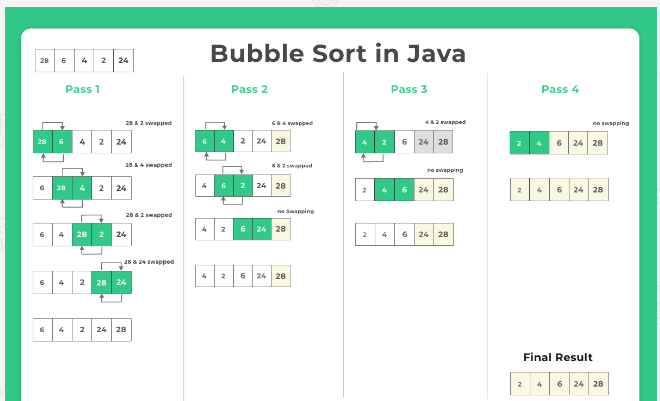 Bubble Sort in Java
28 6 4 2 24
Pass 1
28 & 2 swapped
28 6 4 2 24
28 & 4 swapped
6 28 4 2 24
28 & 2 swapped
6 4 28 2 24
28 & 24 swapped
6 4 2 28 24
6 4 2 24 28
Pass 2
6 & 4 swapped
6 4 2 24 28
6 & 2 swapped
4 6 2 24 28
no Swapping
4 2 6 24 28
4 2 6 24 28
Pass 3
4 & 2 swapped
4 2 6 24 28
no swapping
2 4 6 24 28
2 4 6 24 28
Pass 4
no swapping
2 4 6 24 28
2 4 6 24 28
Final Result
2 4 6 24 28